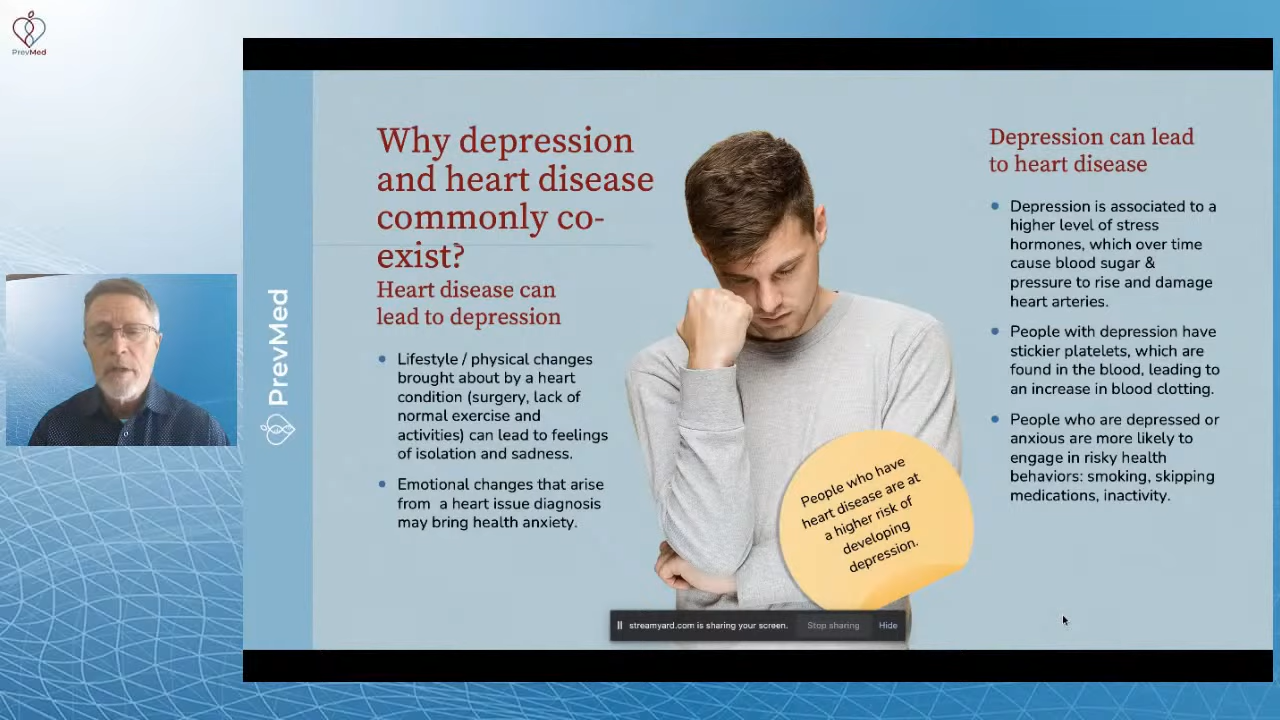 PrevMed
PrevMed
Why depression
and heart disease
commonly co-
exist?
Heart disease can
lead to depression
Lifestyle / physical changes
brought about by a heart
condition (surgery, lack of
normal exercise and
activities) can lead to feelings
of isolation and sadness.
Emotional changes that arise
from a heart issue diagnosis
may bring health anxiety.
People who have
heart disease are at
a higher risk of
developing
depression.
Depression can lead
to heart disease
Depression is associated to a
higher level of stress
hormones, which over time
cause blood sugar &
pressure to rise and damage
heart arteries.
People with depression have
stickier platelets, which are
found in the blood, leading to
an increase in blood clotting.
People who are depressed or
anxious are more likely to
engage in risky health
behaviors: smoking, skipping
medications, inactivity.
streamyard.com is sharing your screen. Stop sharing Hide